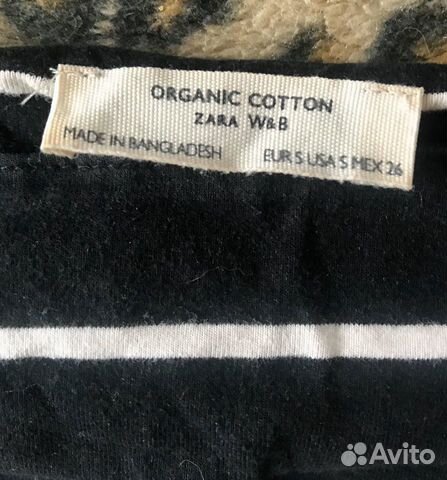 ORGANIC COTTON
ZARA W&B
MADE IN BANGLADESH
EUR S USA S MEX 26
Avito